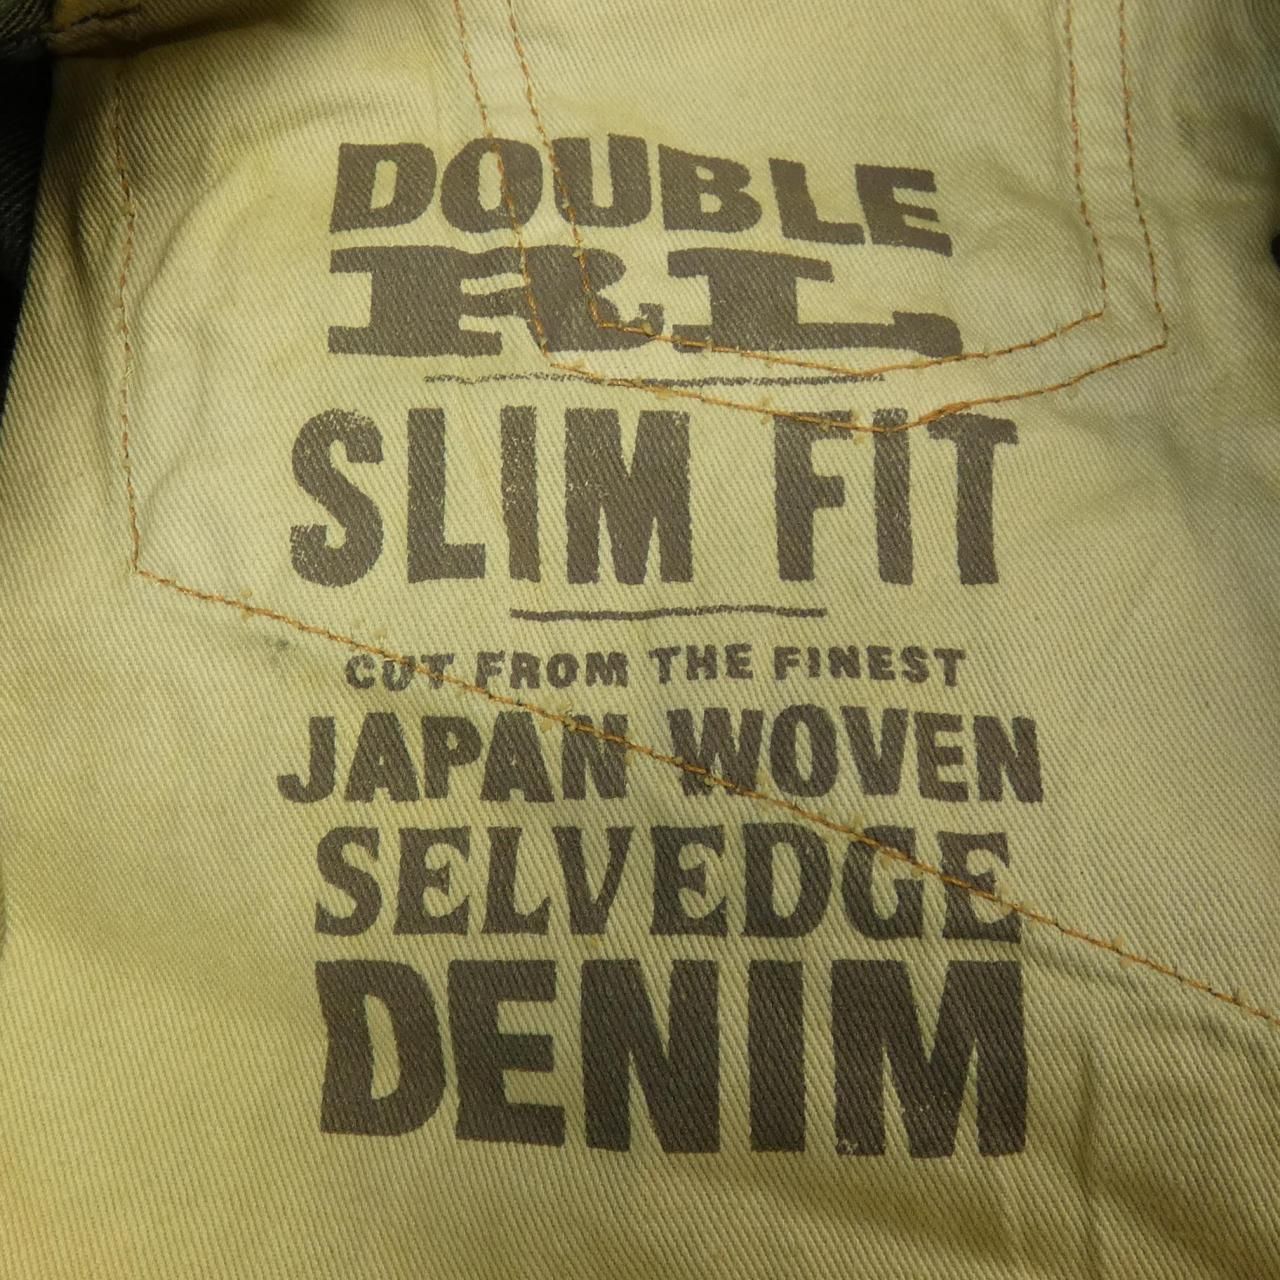 DOUBLE
RL
SLIM FIT
CUT FROM THE FINEST
JAPAN WOVEN
SELVEDGE
DENIM